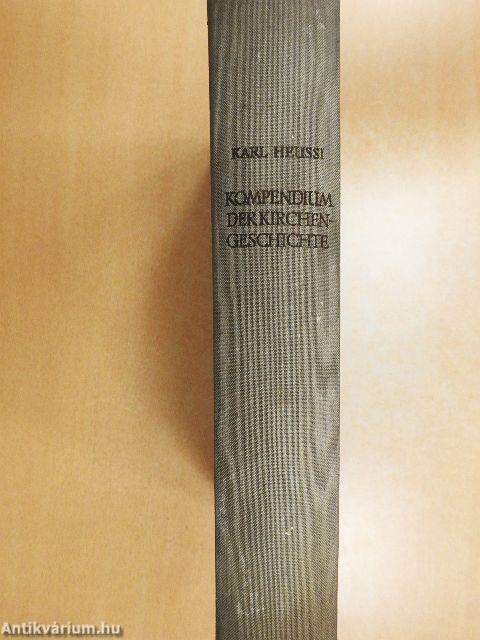 KARL HEUSSI
KOMPENDIUM
DER KIRCHEN-
GESCHICHTE
Antikvárium.hu